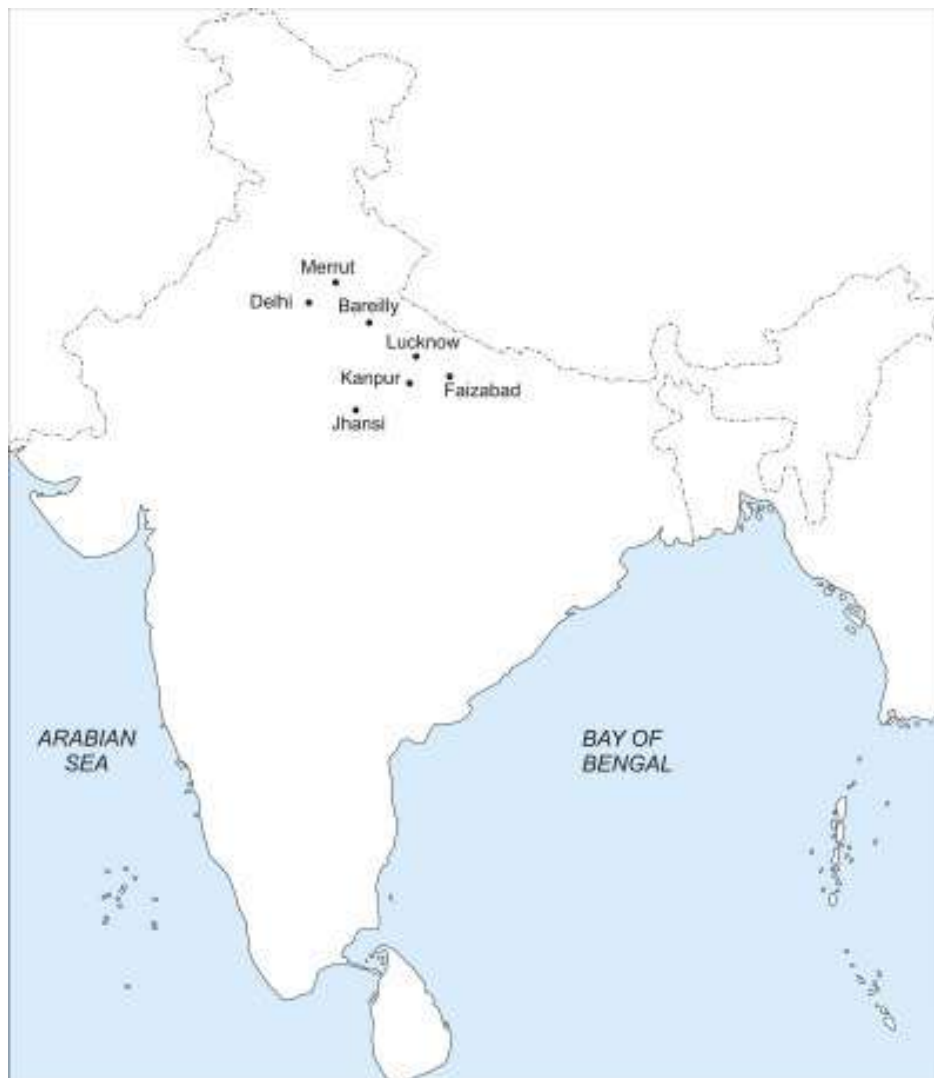 Merrut
Delhi
Bareilly
Lucknow
Kanpur
Faizabad
Jhansi
ARABIAN
SEA
BAY OF
BENGAL